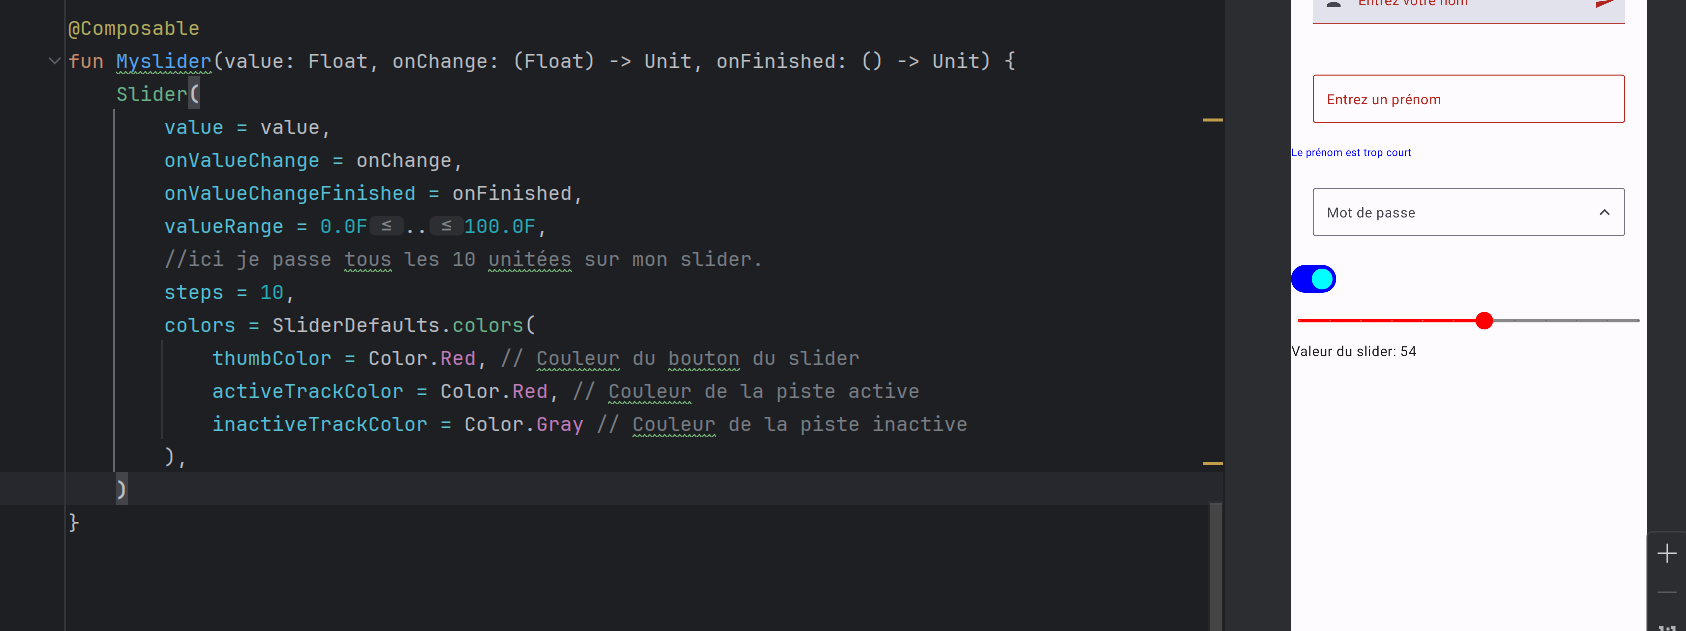 @Composable
fun Myslider(value: Float, onChange: (Float) -> Unit, onFinished: () -> Unit) {
Slider(
value = value,
onValueChange = onChange,
onValueChangeFinished = onFinished,
valueRange = 0.0F ≤ .. ≤ 100.0F,
//ici je passe tous les 10 unitées sur mon slider.
steps = 10,
colors = SliderDefaults.colors(
thumbColor = Color.Red, // Couleur du bouton du slider
activeTrackColor = Color.Red, // Couleur de la piste active
inactiveTrackColor = Color.Gray // Couleur de la piste inactive
),
)
}
Entrez votre nom
Entrez un prénom
Le prénom est trop court
Mot de passe
Valeur du slider: 54